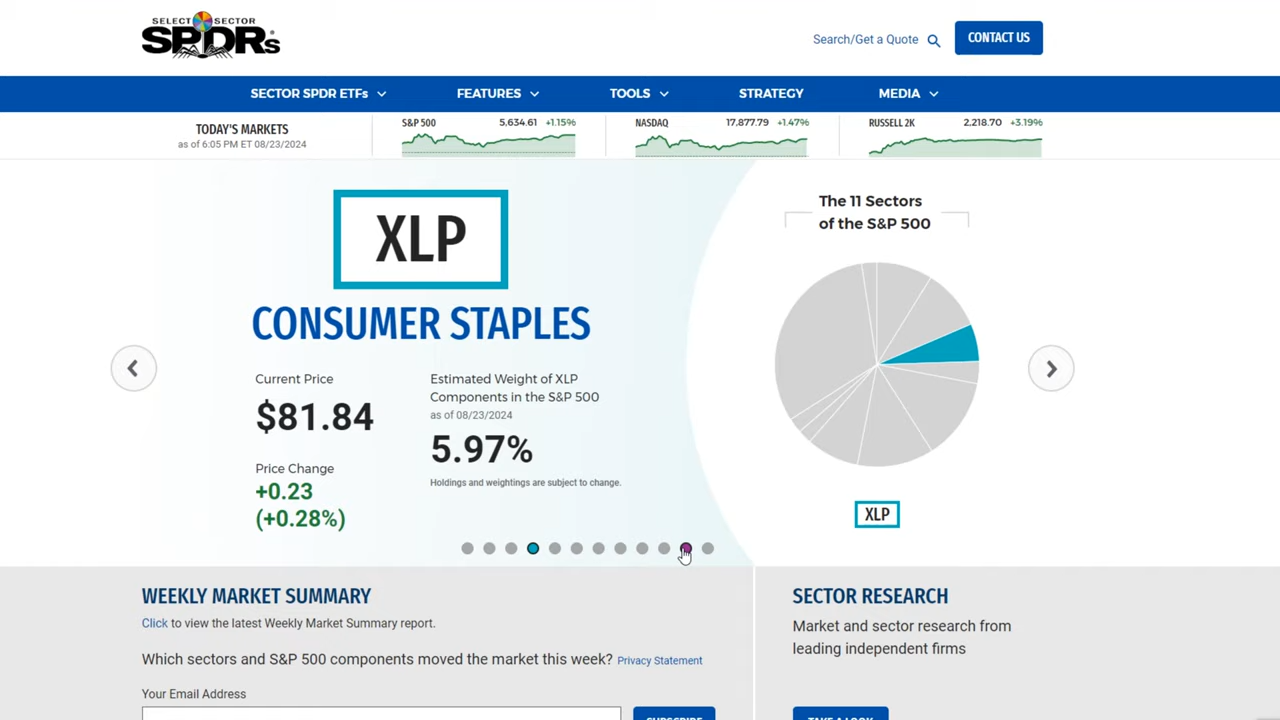 SELECT SECTOR
SPDRs
Search/Get a Quote
CONTACT US
SECTOR SPDR ETFs
FEATURES
TOOLS
STRATEGY
MEDIA
TODAY'S MARKETS
as of 6:05 PM ET 08/23/2024
S&P 500 5,634.61 +1.15%
NASDAQ 17,877.79 +1.47%
RUSSELL 2K 2,218.70 +3.19%
XLP
CONSUMER STAPLES
Current Price
$81.84
Price Change
+0.23
(+0.28%)
Estimated Weight of XLP
Components in the S&P 500
as of 08/23/2024
5.97%
Holdings and weightings are subject to change.
The 11 Sectors
of the S&P 500
XLP
WEEKLY MARKET SUMMARY
Click to view the latest Weekly Market Summary report.
Which sectors and S&P 500 components moved the market this week? Privacy Statement
Your Email Address
SUBSCRIBE
SECTOR RESEARCH
Market and sector research from
leading independent firms
TAKE A LOOK